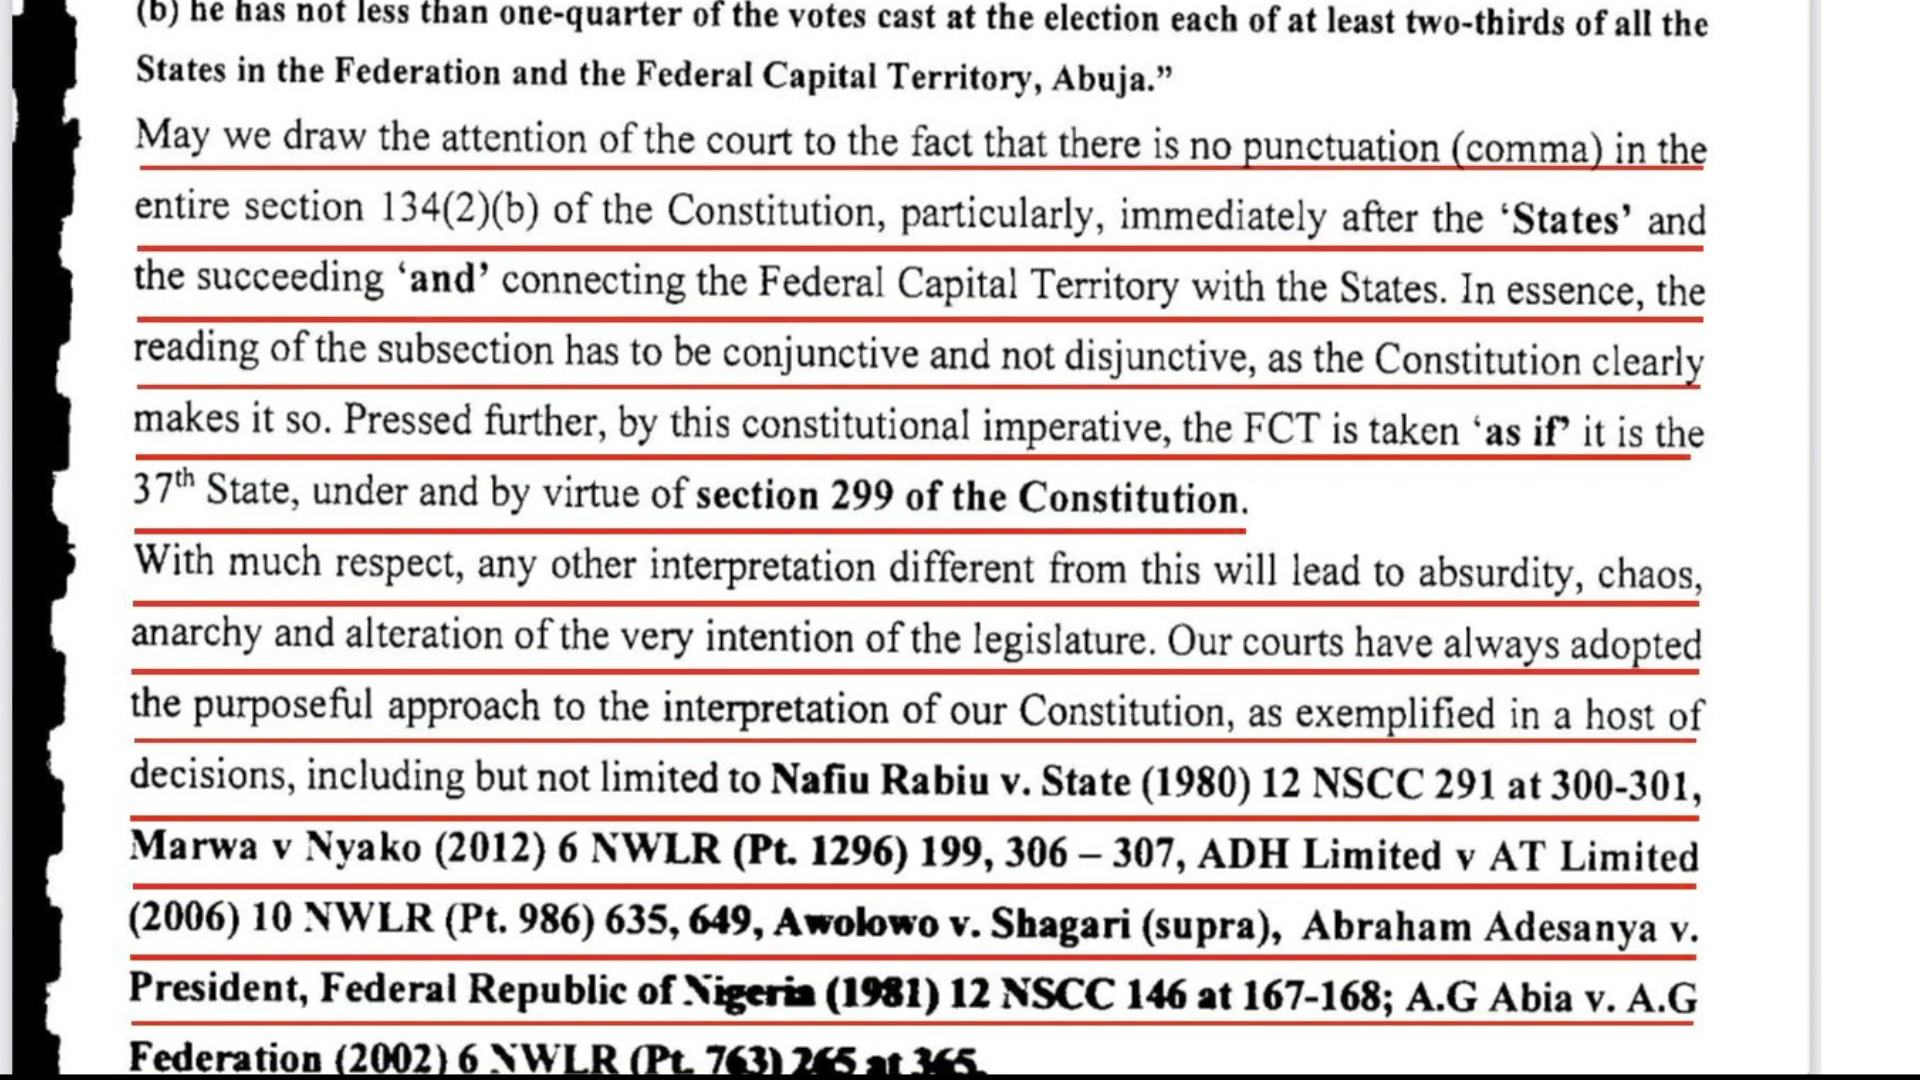 (b) he has not less than one-quarter of the votes cast at the election each of at least two-thirds of all the
States in the Federation and the Federal Capital Territory, Abuja.”
May we draw the attention of the court to the fact that there is no punctuation (comma) in the
entire section 134(2)(b) of the Constitution, particularly, immediately after the ‘States’ and
the succeeding ‘and’ connecting the Federal Capital Territory with the States. In essence, the
reading of the subsection has to be conjunctive and not disjunctive, as the Constitution clearly
makes it so. Pressed further, by this constitutional imperative, the FCT is taken ‘as if’ it is the
37th State, under and by virtue of section 299 of the Constitution.
With much respect, any other interpretation different from this will lead to absurdity, chaos,
anarchy and alteration of the very intention of the legislature. Our courts have always adopted
the purposeful approach to the interpretation of our Constitution, as exemplified in a host of
decisions, including but not limited to Nafiu Rabiu v. State (1980) 12 NSCC 291 at 300-301,
Marwa v Nyako (2012) 6 NWLR (Pt. 1296) 199, 306 – 307, ADH Limited v AT Limited
(2006) 10 NWLR (Pt. 986) 635, 649, Awolowo v. Shagari (supra), Abraham Adesanya v.
President, Federal Republic of Nigeria (1981) 12 NSCC 146 at 167-168; A.G Abia v. A.G
Federation (2002) 6 NWLR (Pt. 763) 265 at 365.